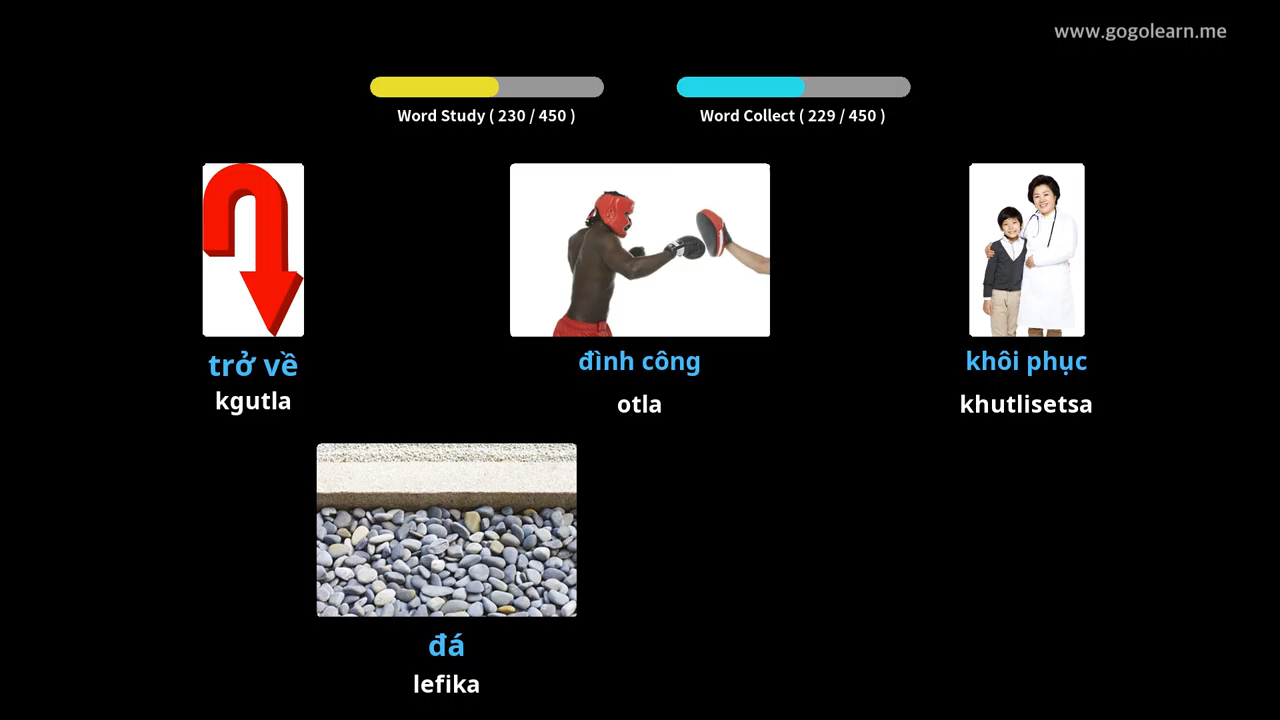 www.gogolearn.me
Word Study ( 230 / 450 )
Word Collect ( 229 / 450 )
trở về
kgutla
đình công
otla
khôi phục
khutlisetsa
đá
lefika